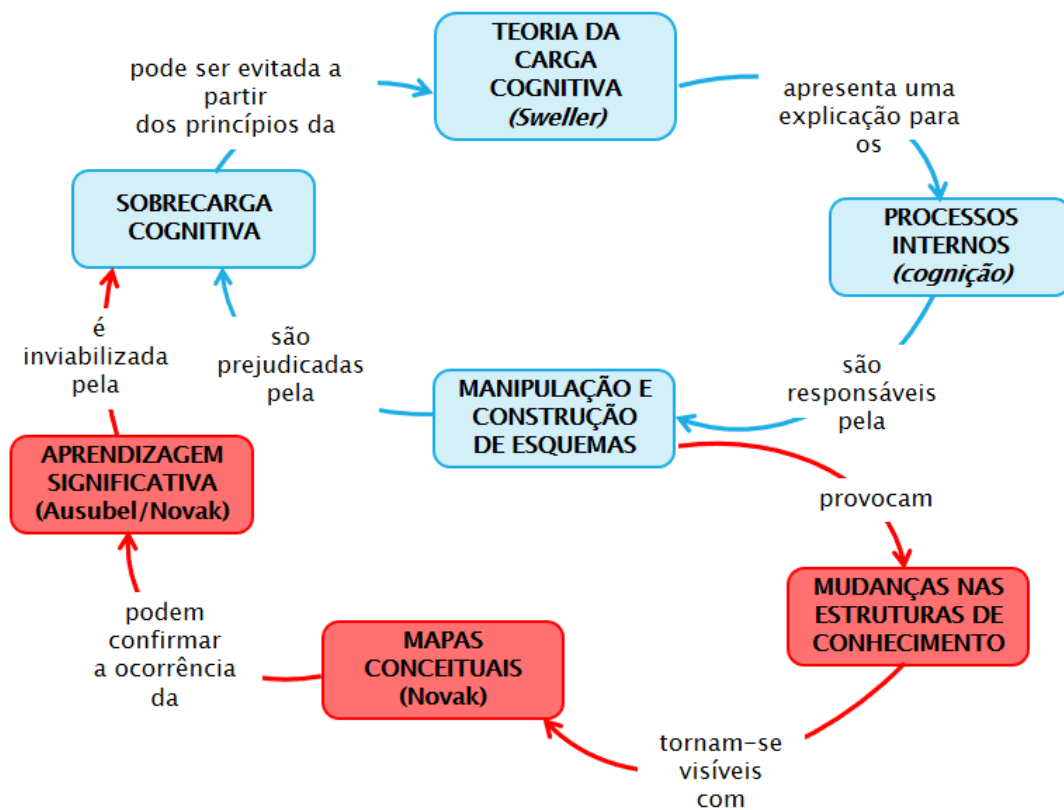 TEORIA DA
CARGA
COGNITIVA
(Sweller)
apresenta uma
explicação para
os
PROCESSOS
INTERNOS
(cognição)
são
responsáveis
pela
MANIPULAÇÃO E
CONSTRUÇÃO
DE ESQUEMAS
são
prejudicadas
pela
SOBRECARGA
COGNITIVA
pode ser evitada a
partir
dos princípios da
provocam
MUDANÇAS NAS
ESTRUTURAS DE
CONHECIMENTO
tornam-se
visíveis
com
MAPAS
CONCEITUAIS
(Novak)
podem
confirmar
a ocorrência
da
APRENDIZAGEM
SIGNIFICATIVA
(Ausubel/Novak)
é
inviabilizada
pela